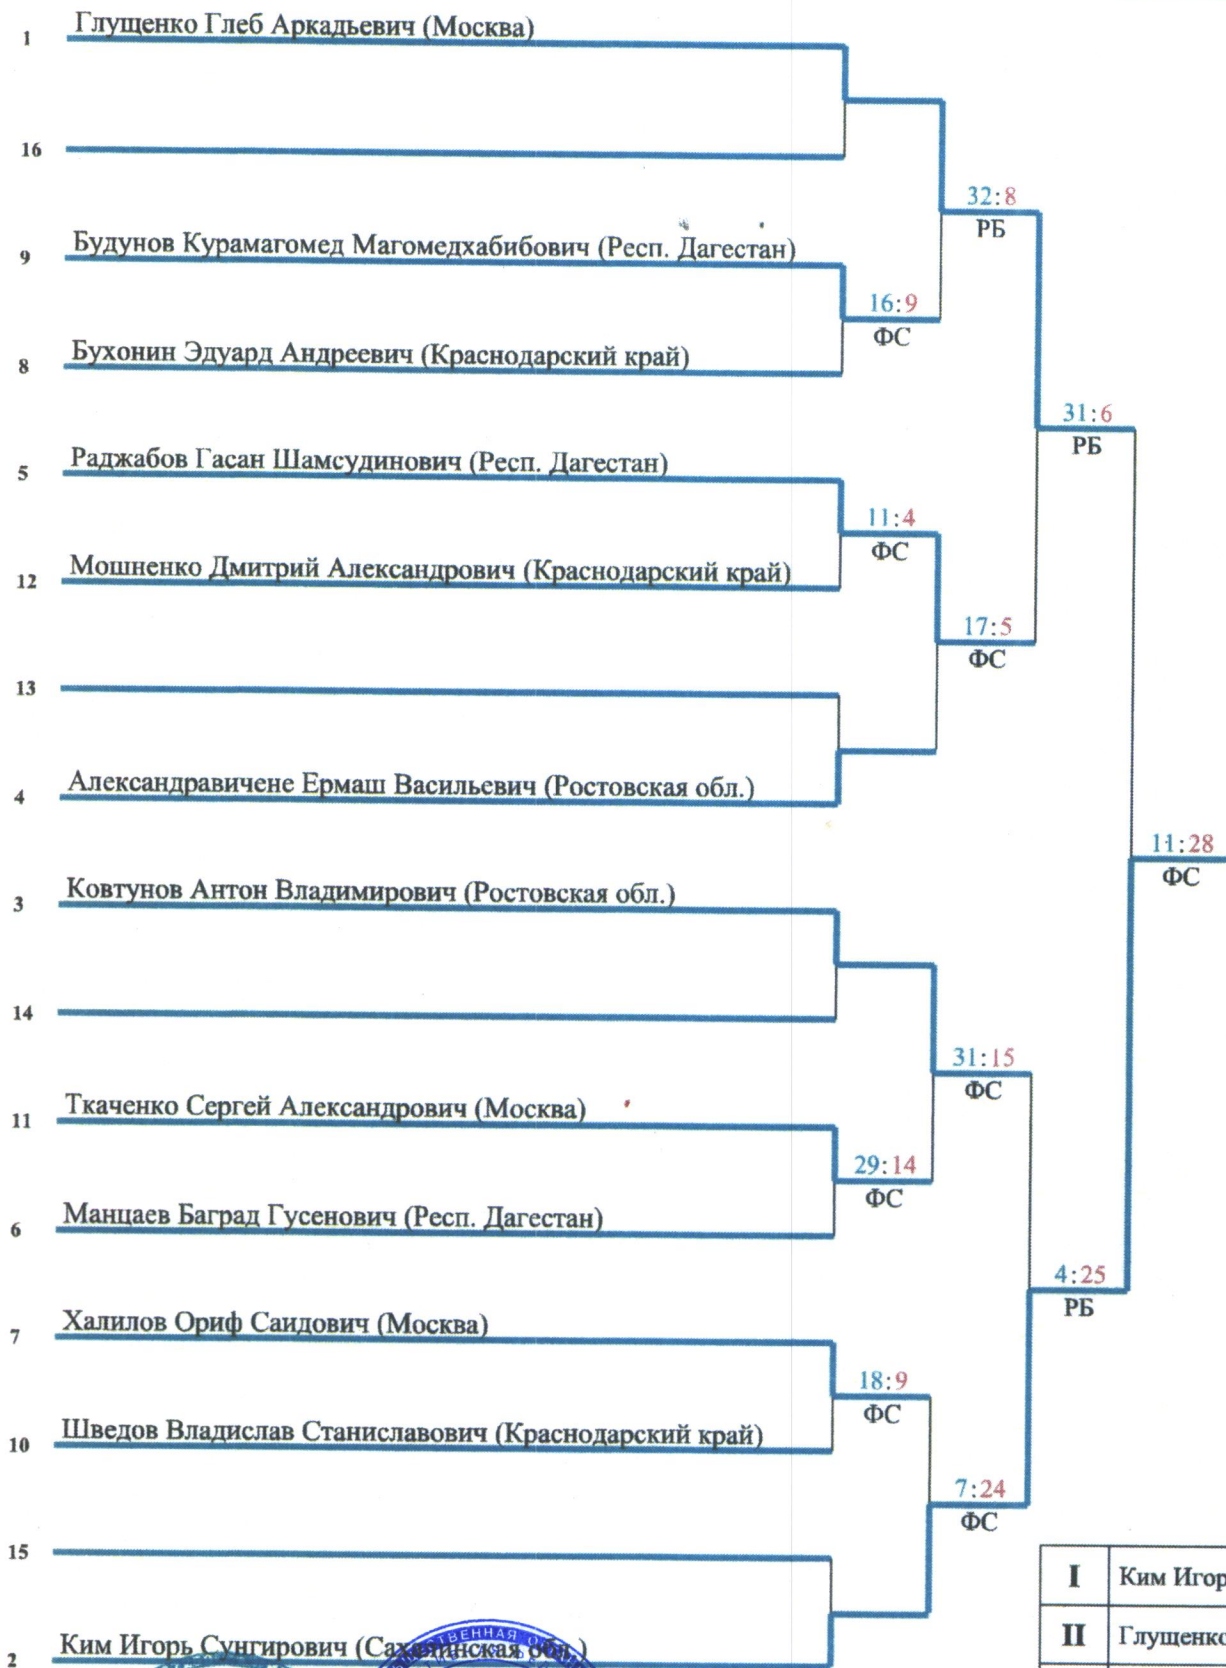 1 Глущенко Глеб Аркадьевич (Москва)
16
32:8
РБ
9 Будунов Курамагомед Магомедхабибович (Респ. Дагестан)
16:9
ФС
8 Бухонин Эдуард Андреевич (Краснодарский край)
31:6
РБ
5 Раджабов Гасан Шамсудинович (Респ. Дагестан)
11:4
ФС
12 Мошненко Дмитрий Александрович (Краснодарский край)
17:5
ФС
13
4 Александравичене Ермаш Васильевич (Ростовская обл.)
11:28
ФС
3 Ковтунов Антон Владимирович (Ростовская обл.)
14
31:15
ФС
11 Ткаченко Сергей Александрович (Москва)
29:14
ФС
6 Манцаев Баград Гусенович (Респ. Дагестан)
4:25
РБ
7 Халилов Ориф Саидович (Москва)
18:9
ФС
10 Шведов Владислав Станиславович (Краснодарский край)
7:24
ФС
15
I Ким Игор
II Глущенко
2 Ким Игорь Сунгирович (Сахалинская обл.)